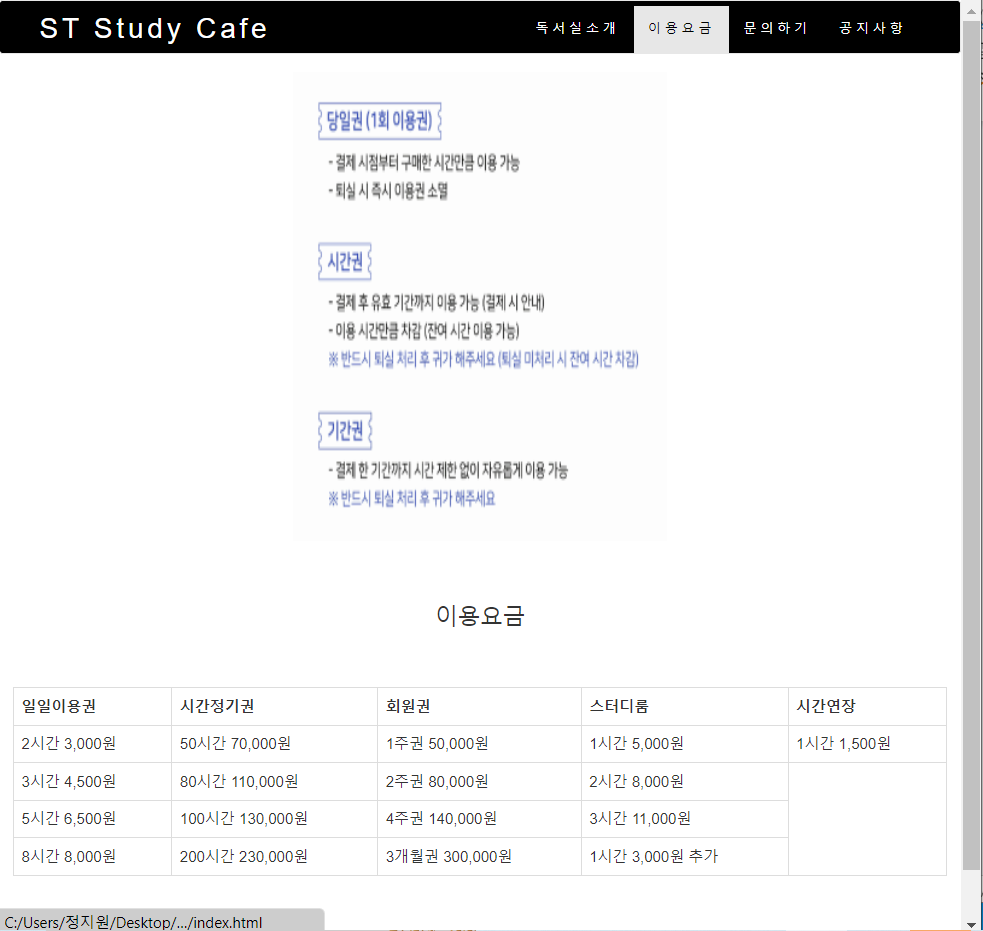 ST Study Cafe
독서실소개 이용요금 문의하기 공지사항
당일권 (1회 이용권)
- 결제 시점부터 구매한 시간만큼 이용 가능
- 퇴실 시 즉시 이용권 소멸
시간권
- 결제 후 유효 기간까지 이용 가능 (결제 시 안내)
- 이용 시간만큼 차감 (잔여 시간 이용 가능)
※ 반드시 퇴실 처리 후 귀가 해주세요 (퇴실 미처리 시 잔여 시간 차감)
기간권
- 결제 한 기간까지 시간 제한 없이 자유롭게 이용 가능
※ 반드시 퇴실 처리 후 귀가 해주세요
이용요금
일일이용권 시간정기권 회원권 스터디룸 시간연장
2시간 3,000원 50시간 70,000원 1주권 50,000원 1시간 5,000원 1시간 1,500원
3시간 4,500원 80시간 110,000원 2주권 80,000원 2시간 8,000원
5시간 6,500원 100시간 130,000원 4주권 140,000원 3시간 11,000원
8시간 8,000원 200시간 230,000원 3개월권 300,000원 1시간 3,000원 추가
C:/Users/정지원/Desktop/.../index.html